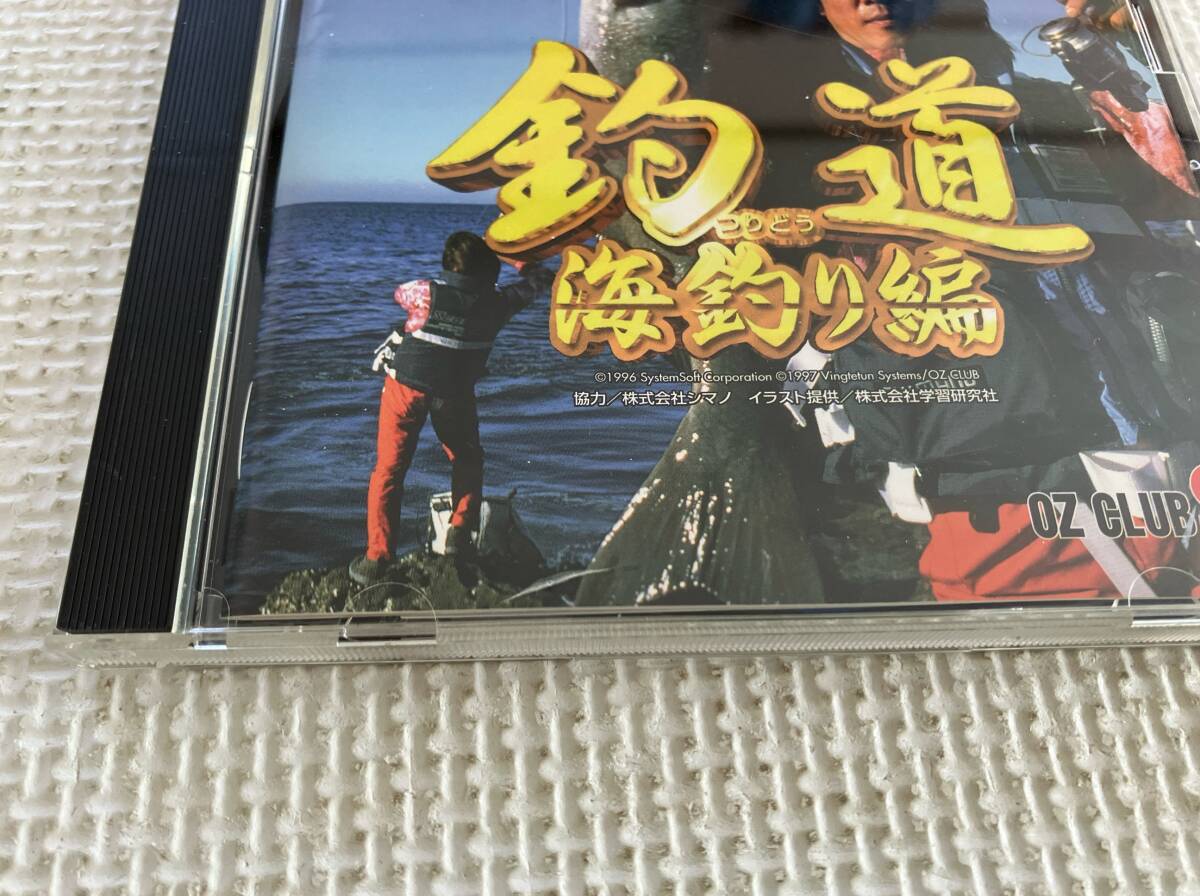 釣道
つりどう
海釣り編
©1996 SystemSoft Corporation ©1997 Vingtetun Systems/OZ CLUB
協力／株式会社シマノ　イラスト提供／株式会社学習研究社
OZ CLUB